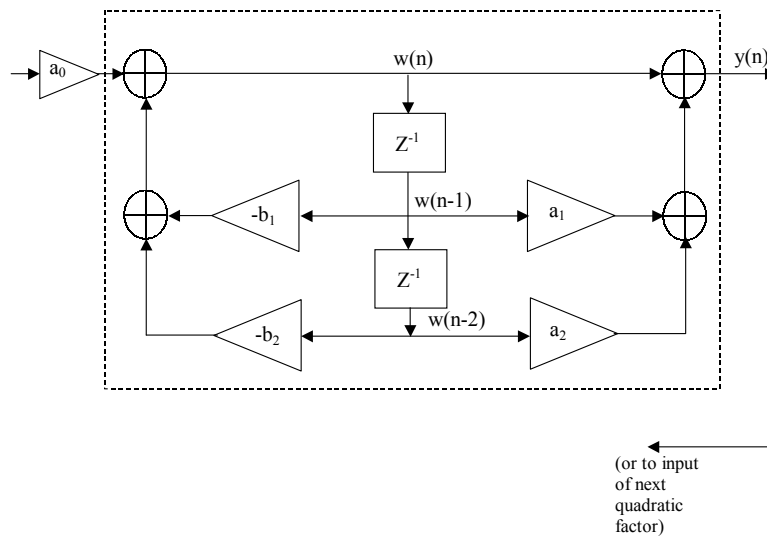 a₀
w(n)
y(n)
Z⁻¹
-b₁
w(n-1)
a₁
Z⁻¹
-b₂
w(n-2)
a₂
(or to input
of next
quadratic
factor)